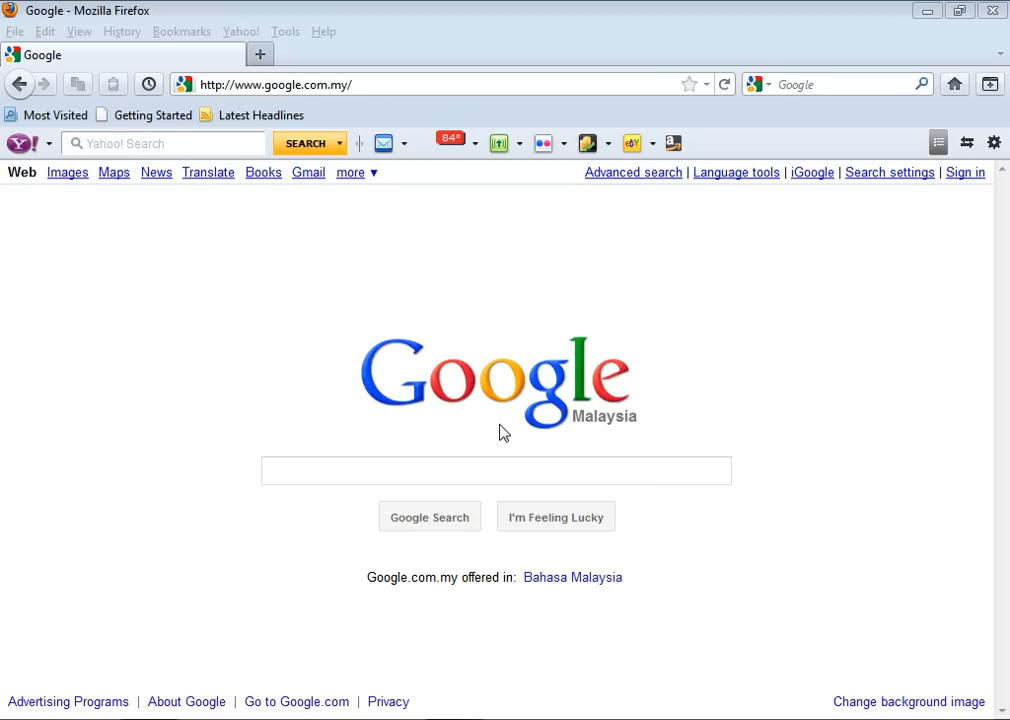 Google - Mozilla Firefox
File Edit View History Bookmarks Yahoo! Tools Help
Google
http://www.google.com.my/ Google
Most Visited Getting Started Latest Headlines
Y! Yahoo! Search SEARCH 84° eBY a
Web Images Maps News Translate Books Gmail more ▼ Advanced search | Language tools | iGoogle | Search settings | Sign in
Google
Malaysia
Google Search I'm Feeling Lucky
Google.com.my offered in: Bahasa Malaysia
Advertising Programs | About Google | Go to Google.com | Privacy Change background image